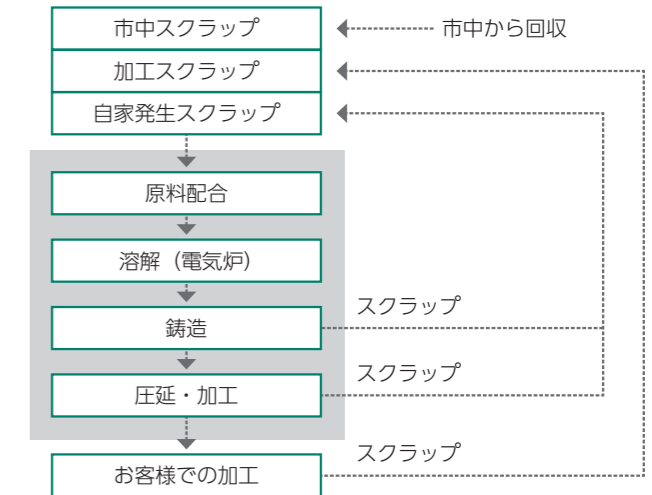 市中スクラップ
市中から回収
加工スクラップ
自家発生スクラップ
原料配合
溶解（電気炉）
スクラップ
鋳造
スクラップ
圧延・加工
スクラップ
お客様での加工